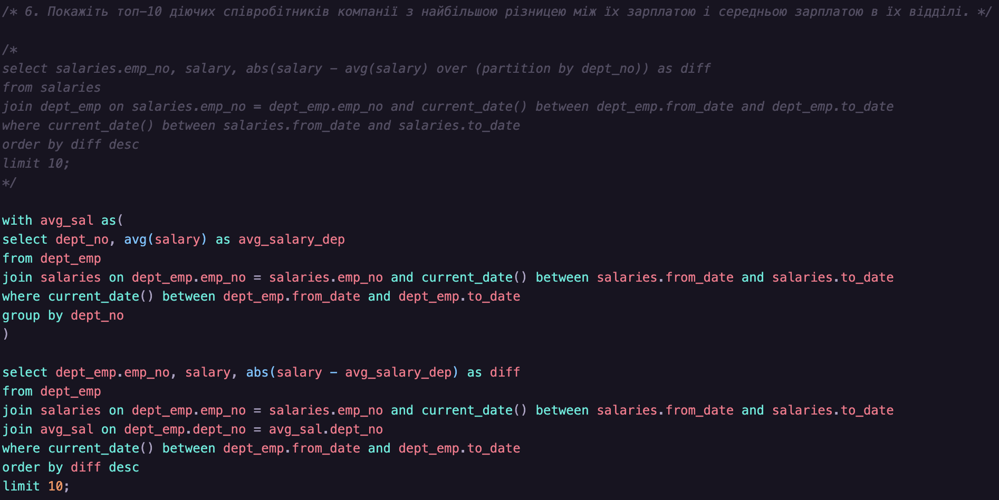 /* 6. Покажіть топ-10 діючих співробітників компанії з найбільшою різницею між їх зарплатою і середньою зарплатою в їх відділі. */
/*
select salaries.emp_no, salary, abs(salary - avg(salary) over (partition by dept_no)) as diff
from salaries
join dept_emp on salaries.emp_no = dept_emp.emp_no and current_date() between dept_emp.from_date and dept_emp.to_date
where current_date() between salaries.from_date and salaries.to_date
order by diff desc
limit 10;
*/
with avg_sal as(
select dept_no, avg(salary) as avg_salary_dep
from dept_emp
join salaries on dept_emp.emp_no = salaries.emp_no and current_date() between salaries.from_date and salaries.to_date
where current_date() between dept_emp.from_date and dept_emp.to_date
group by dept_no
)
select dept_emp.emp_no, salary, abs(salary - avg_salary_dep) as diff
from dept_emp
join salaries on dept_emp.emp_no = salaries.emp_no and current_date() between salaries.from_date and salaries.to_date
join avg_sal on dept_emp.dept_no = avg_sal.dept_no
where current_date() between dept_emp.from_date and dept_emp.to_date
order by diff desc
limit 10;